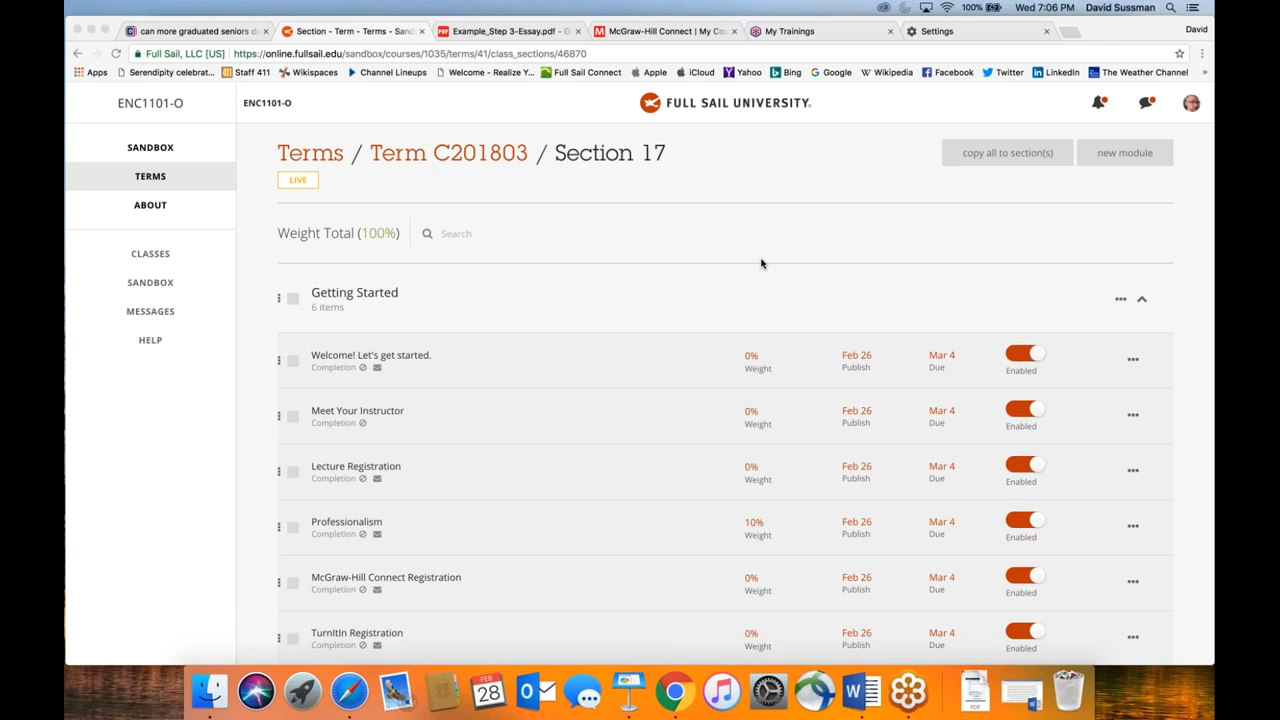 100% Wed 7:06 PM David Sussman
can more graduated seniors d
Section - Term - Terms - Sand
Example_Step 3-Essay.pdf - G
McGraw-Hill Connect | My Cou
My Trainings
Settings
David
Full Sail, LLC [US] https://online.fullsail.edu/sandbox/courses/1035/terms/41/class_sections/46870
Apps Serendipity celebrat... Staff 411 Wikispaces Channel Lineups Welcome - Realize Y... Full Sail Connect Apple iCloud Yahoo Bing Google Wikipedia Facebook Twitter LinkedIn The Weather Channel »
ENC1101-O
ENC1101-O
FULL SAIL UNIVERSITY.
SANDBOX
TERMS
ABOUT
CLASSES
SANDBOX
MESSAGES
HELP
Terms / Term C201803 / Section 17
copy all to section(s)
new module
LIVE
Weight Total (100%)
Search
Getting Started
6 items
Welcome! Let's get started.
Completion
0%
Weight
Feb 26
Publish
Mar 4
Due
Enabled
Meet Your Instructor
Completion
0%
Weight
Feb 26
Publish
Mar 4
Due
Enabled
Lecture Registration
Completion
0%
Weight
Feb 26
Publish
Mar 4
Due
Enabled
Professionalism
Completion
10%
Weight
Feb 26
Publish
Mar 4
Due
Enabled
McGraw-Hill Connect Registration
Completion
0%
Weight
Feb 26
Publish
Mar 4
Due
Enabled
TurnItIn Registration
Completion
0%
Weight
Feb 26
Publish
Mar 4
Due
Enabled
FEB
28
PDF